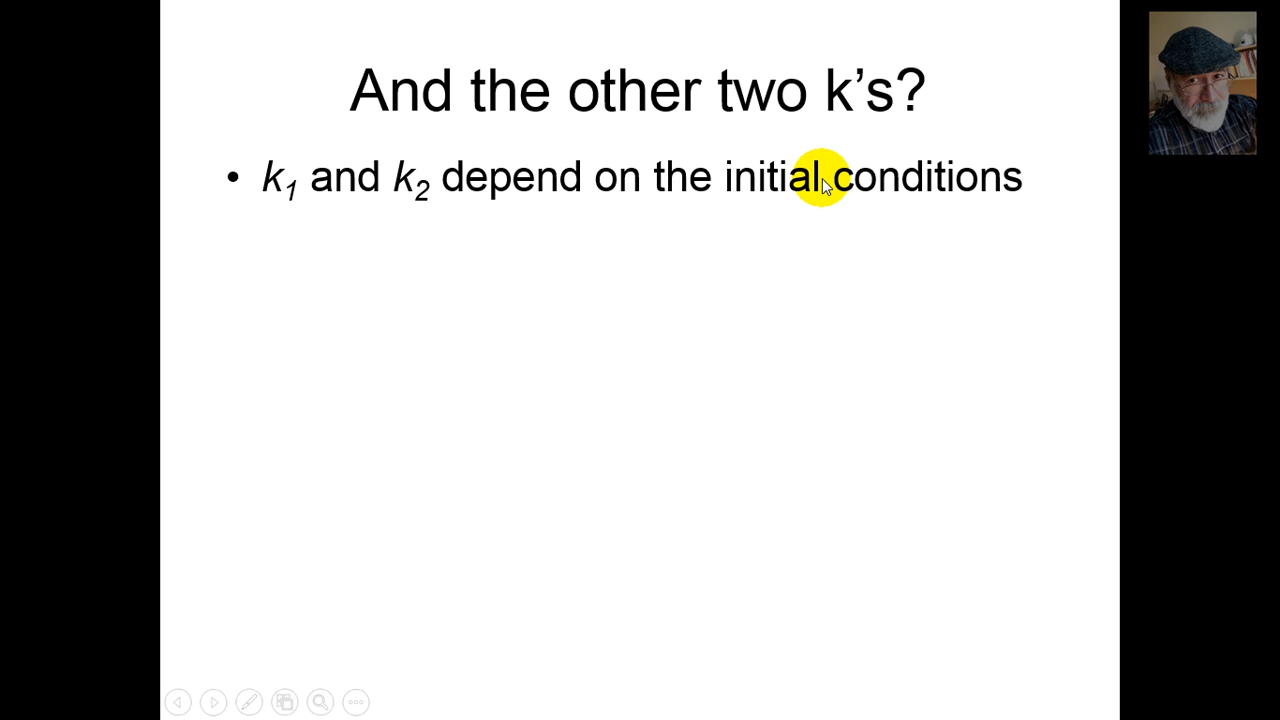 And the other two k’s?
• k₁ and k₂ depend on the initial conditions